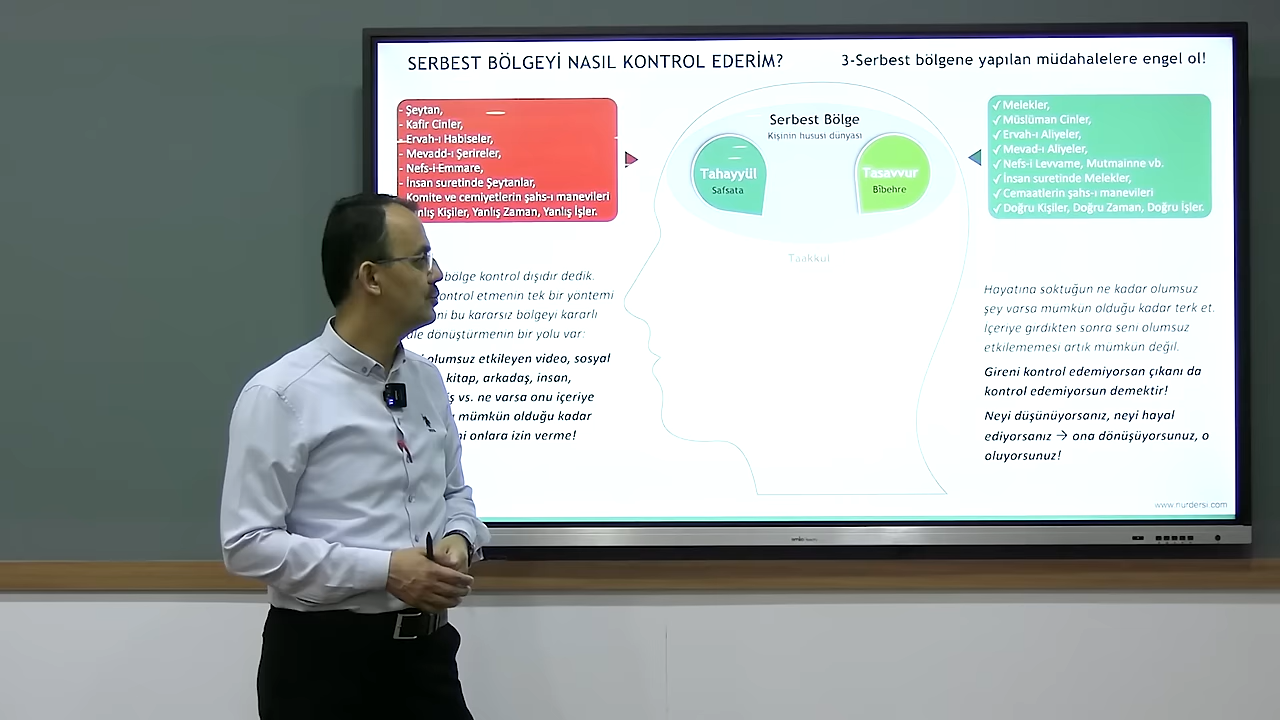 SERBEST BÖLGEYİ NASIL KONTROL EDERİM?
3-Serbest bölgene yapılan müdahalelere engel ol!
- Şeytan,
- Kafir Cinler,
- Ervah-ı Habiseler,
- Mevadd-ı Şerireler,
- Nefs-i-Emmare,
- İnsan suretinde Şeytanlar,
Komite ve cemiyetlerin şahs-ı manevileri
Kişiler, Yanlış Zaman, Yanlış İşler.
Serbest Bölge
Kişinin hususi dünyası
Tahayyül
Safsata
Tasavvur
Bîbehre
Taakkul
✓ Melekler,
✓ Müslüman Cinler,
✓ Ervah-ı Aliyeler,
✓ Mevad-ı Aliyeler,
✓ Nefs-i Levvame, Mutmainne vb.
✓ İnsan suretinde Melekler,
✓ Cemaatlerin şahs-ı manevileri
✓ Doğru Kişiler, Doğru Zaman, Doğru İşler.
bölge kontrol dışıdır dedik.
kontrol etmenin tek bir yöntemi
bu kararsız bölgeyi kararlı
dönüştürmenin bir yolu var:
olumsuz etkileyen video, sosyal
kitap, arkadaş, insan,
vs. ne varsa onu içeriye
mümkün olduğu kadar
onlara izin verme!
Hayatına soktuğun ne kadar olumsuz
şey varsa mumkun olduğu kadar terk et.
İçeriye girdikten sonra seni olumsuz
etkilememesi artık mumkun değil.
Gireni kontrol edemiyorsan çıkanı da
kontrol edemiyorsun demektir!
Neyi düşünüyorsanız, neyi hayal
ediyorsanız → ona dönüşüyorsunuz, o
oluyorsunuz!
www.nurdersi.com